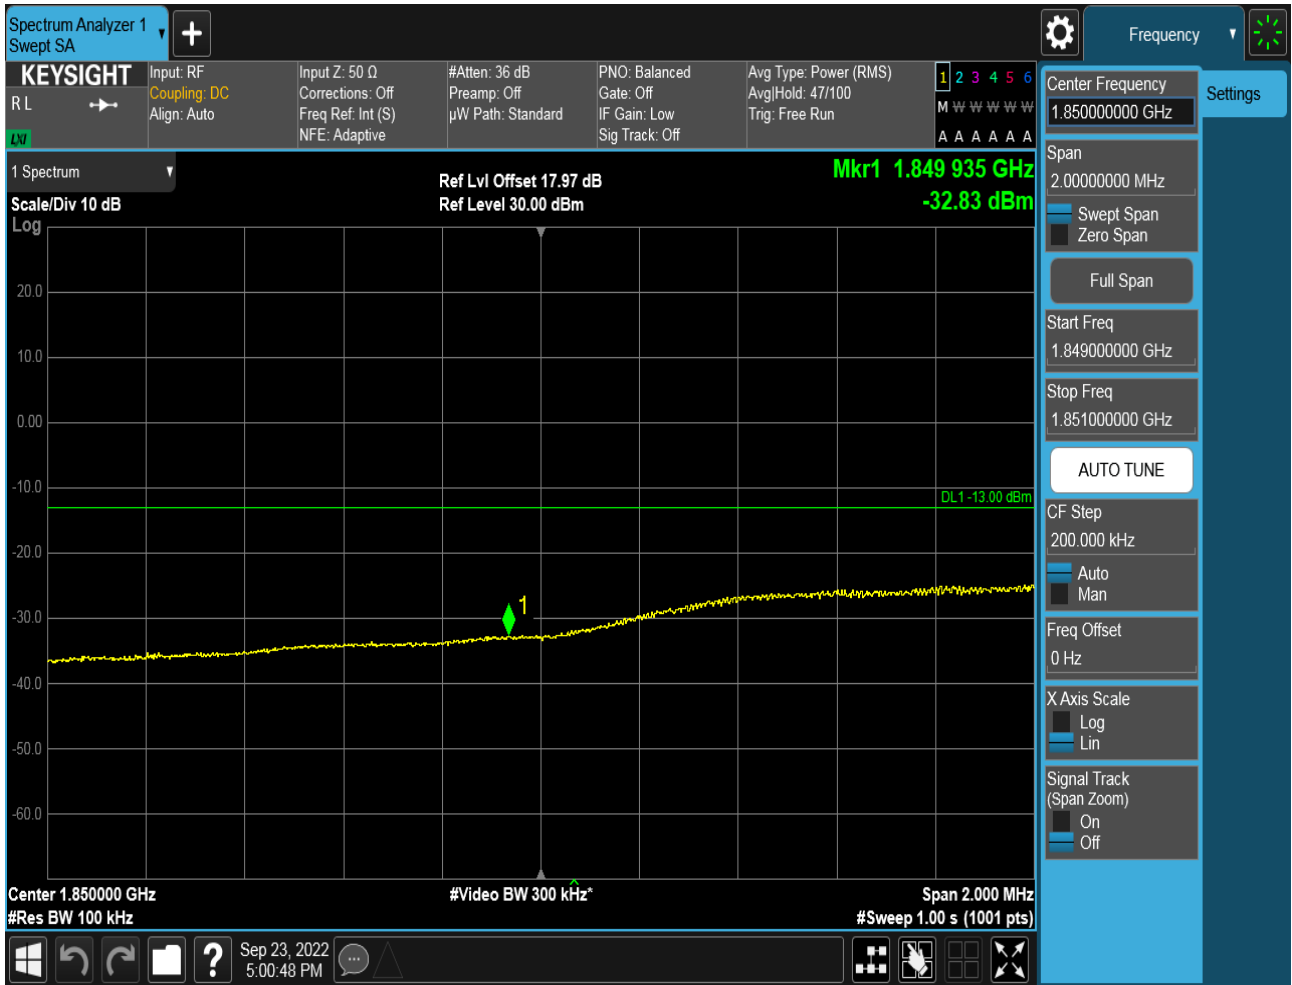 Spectrum Analyzer 1
Swept SA
Frequency
KEYSIGHT
R L
LXI
Input: RF
Coupling: DC
Align: Auto
Input Z: 50 Ω
Corrections: Off
Freq Ref: Int (S)
NFE: Adaptive
#Atten: 36 dB
Preamp: Off
µW Path: Standard
PNO: Balanced
Gate: Off
IF Gain: Low
Sig Track: Off
Avg Type: Power (RMS)
Avg|Hold: 47/100
Trig: Free Run
1 2 3 4 5 6
M W W W W W
A A A A A A
1 Spectrum
Scale/Div 10 dB
Log
Ref Lvl Offset 17.97 dB
Ref Level 30.00 dBm
Mkr1 1.849 935 GHz
-32.83 dBm
20.0
10.0
0.00
-10.0
DL1 -13.00 dBm
-20.0
1
-30.0
-40.0
-50.0
-60.0
Center 1.850000 GHz
#Video BW 300 kHz*
Span 2.000 MHz
#Res BW 100 kHz
#Sweep 1.00 s (1001 pts)
Sep 23, 2022
5:00:48 PM
Center Frequency
1.850000000 GHz
Settings
Span
2.00000000 MHz
Swept Span
Zero Span
Full Span
Start Freq
1.849000000 GHz
Stop Freq
1.851000000 GHz
AUTO TUNE
CF Step
200.000 kHz
Auto
Man
Freq Offset
0 Hz
X Axis Scale
Log
Lin
Signal Track
(Span Zoom)
On
Off